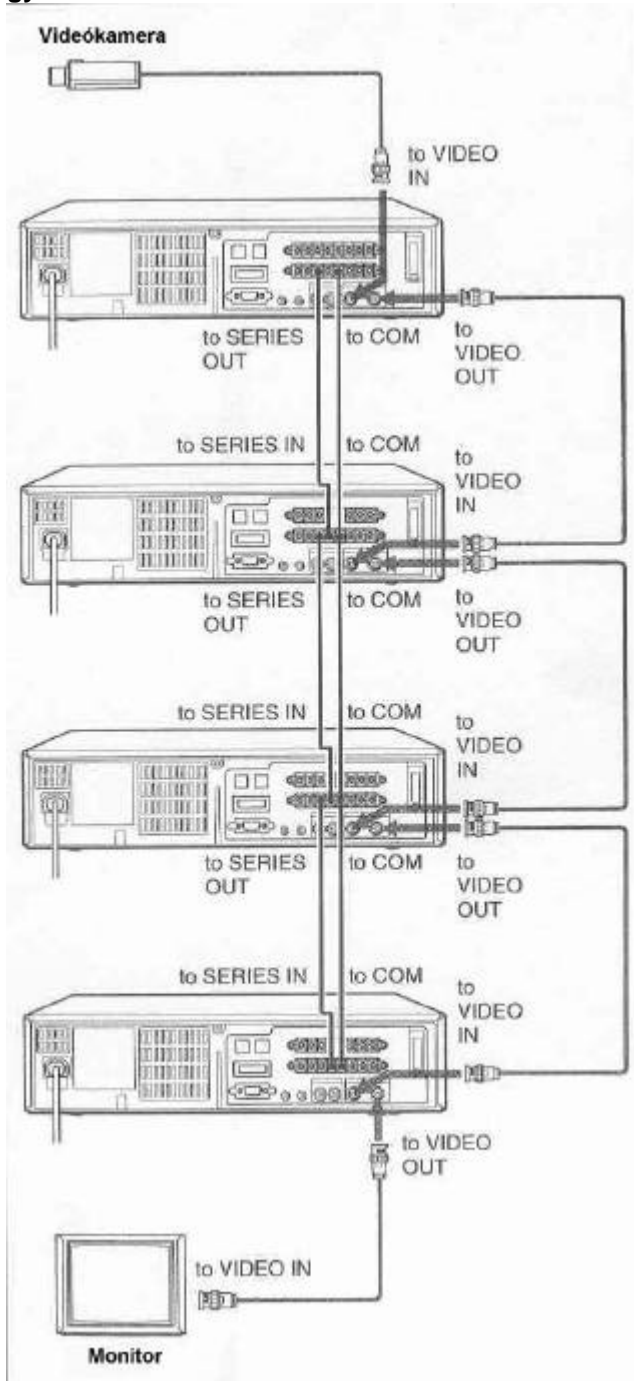 Videókamera
to VIDEO
IN
to SERIES
OUT
to COM
to
VIDEO
OUT
to SERIES IN
to COM
to
VIDEO
IN
to SERIES
OUT
to COM
to
VIDEO
OUT
to SERIES IN
to COM
to
VIDEO
IN
to SERIES
OUT
to COM
to
VIDEO
OUT
to SERIES IN
to COM
to
VIDEO
IN
to VIDEO
OUT
to VIDEO IN
Monitor